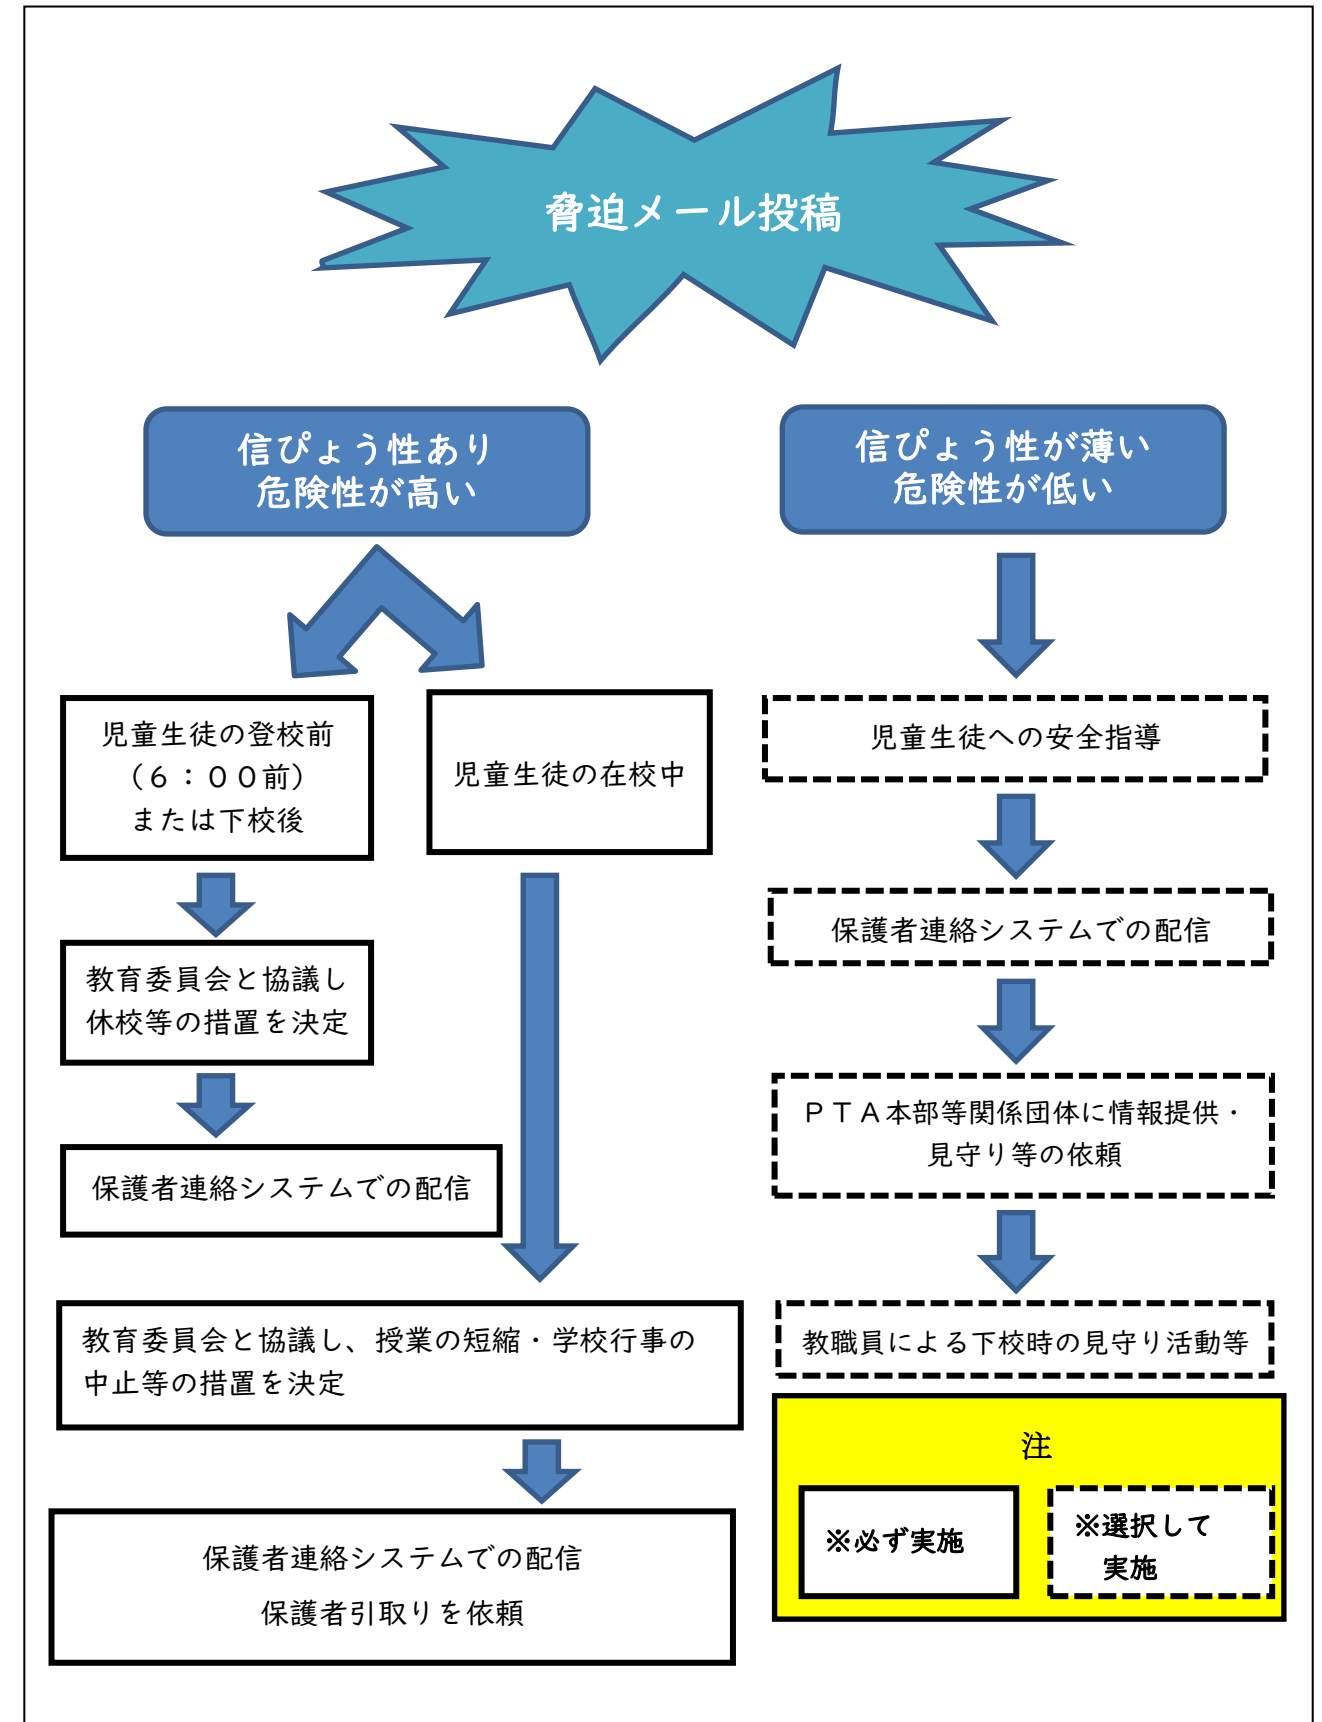 脅迫メール投稿
信ぴょう性あり
危険性が高い
信ぴょう性が薄い
危険性が低い
児童生徒の登校前
（６：００前）
または下校後
児童生徒の在校中
教育委員会と協議し
休校等の措置を決定
保護者連絡システムでの配信
教育委員会と協議し、授業の短縮・学校行事の
中止等の措置を決定
保護者連絡システムでの配信
保護者引取りを依頼
児童生徒への安全指導
保護者連絡システムでの配信
ＰＴＡ本部等関係団体に情報提供・
見守り等の依頼
教職員による下校時の見守り活動等
注
※必ず実施
※選択して
実施